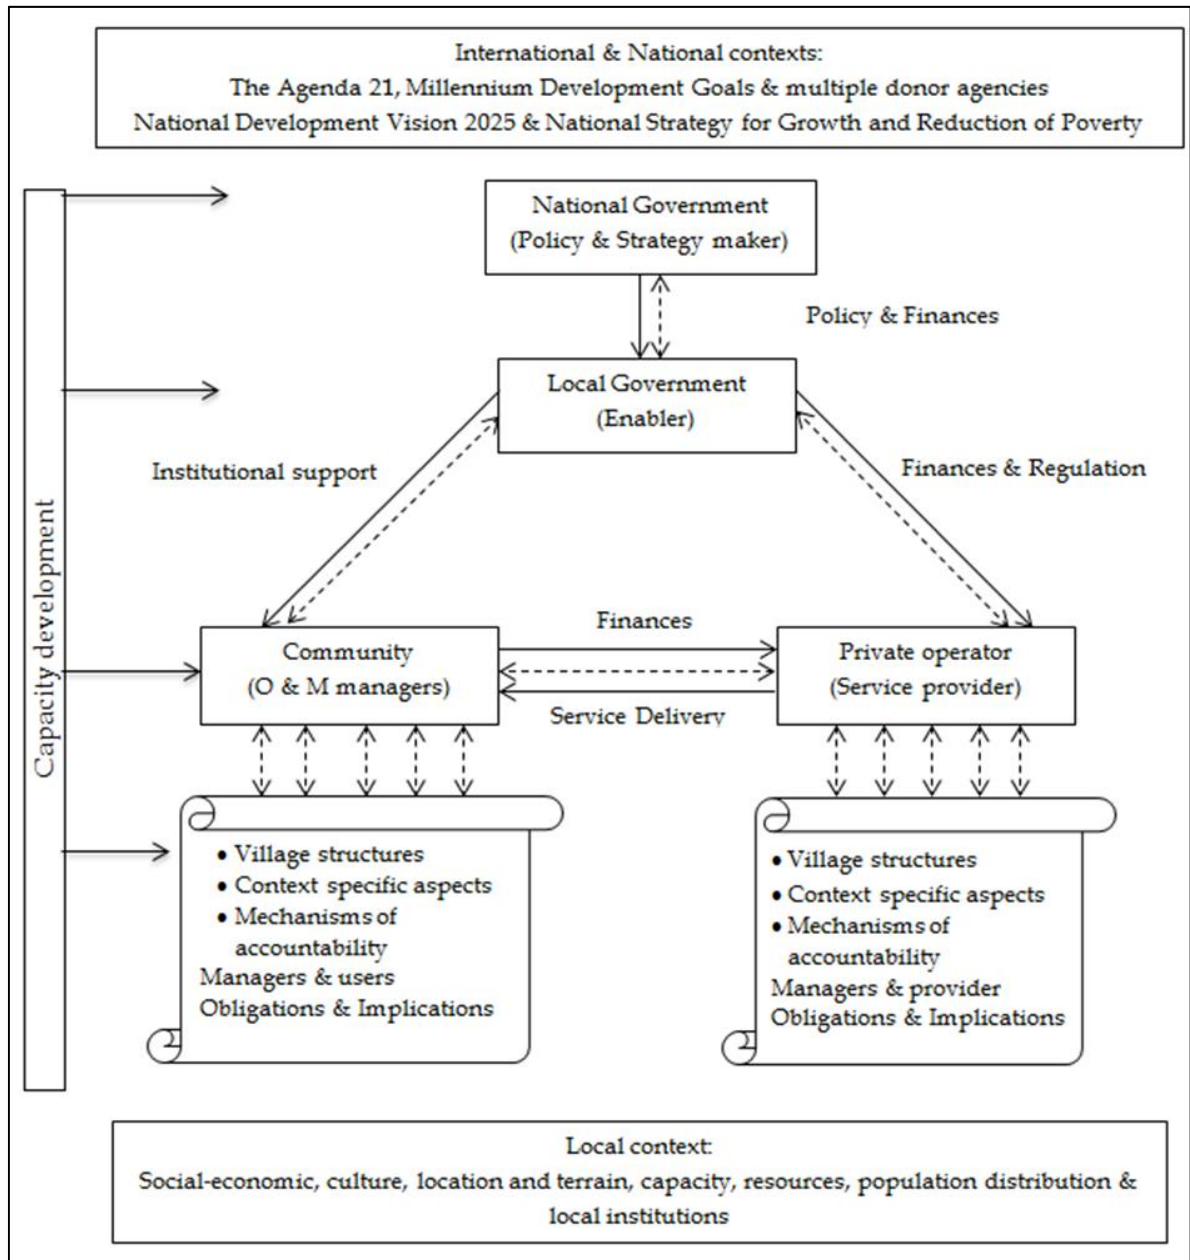 International & National contexts:
The Agenda 21, Millennium Development Goals & multiple donor agencies
National Development Vision 2025 & National Strategy for Growth and Reduction of Poverty
Capacity development
National Government
(Policy & Strategy maker)
Policy & Finances
Local Government
(Enabler)
Institutional support
Finances & Regulation
Community
(O & M managers)
Finances
Service Delivery
Private operator
(Service provider)
• Village structures
• Context specific aspects
• Mechanisms of
accountability
Managers & users
Obligations & Implications
• Village structures
• Context specific aspects
• Mechanisms of
accountability
Managers & provider
Obligations & Implications
Local context:
Social-economic, culture, location and terrain, capacity, resources, population distribution &
local institutions